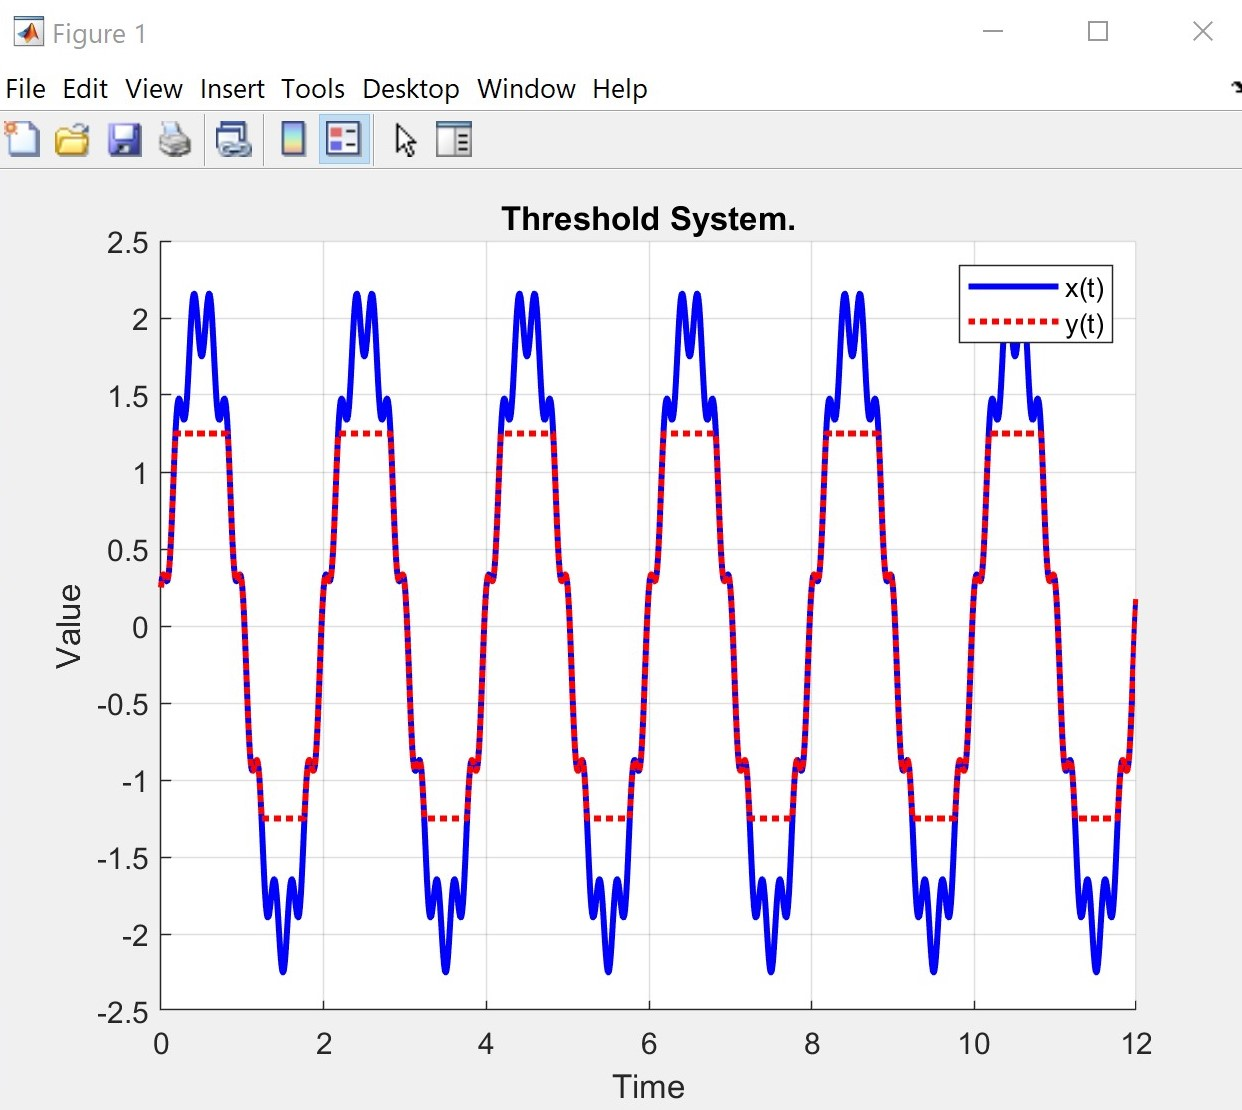 Figure 1
File Edit View Insert Tools Desktop Window Help
Threshold System.
x(t)
y(t)
2.5
2
1.5
1
0.5
0
-0.5
-1
-1.5
-2
-2.5
Value
0 2 4 6 8 10 12
Time